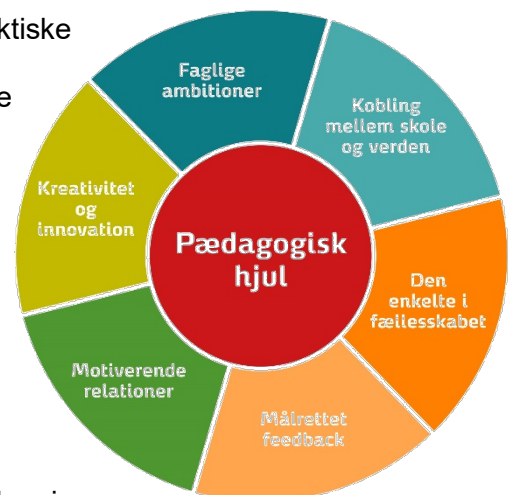 ktiske
e
Faglige
ambitioner
Kobling
mellem skole
og verden
Den
enkelte i
fællesskabet
Målrettet
feedback
Motiverende
relationer
Kreativitet
og
innovation
Pædagogisk
hjul